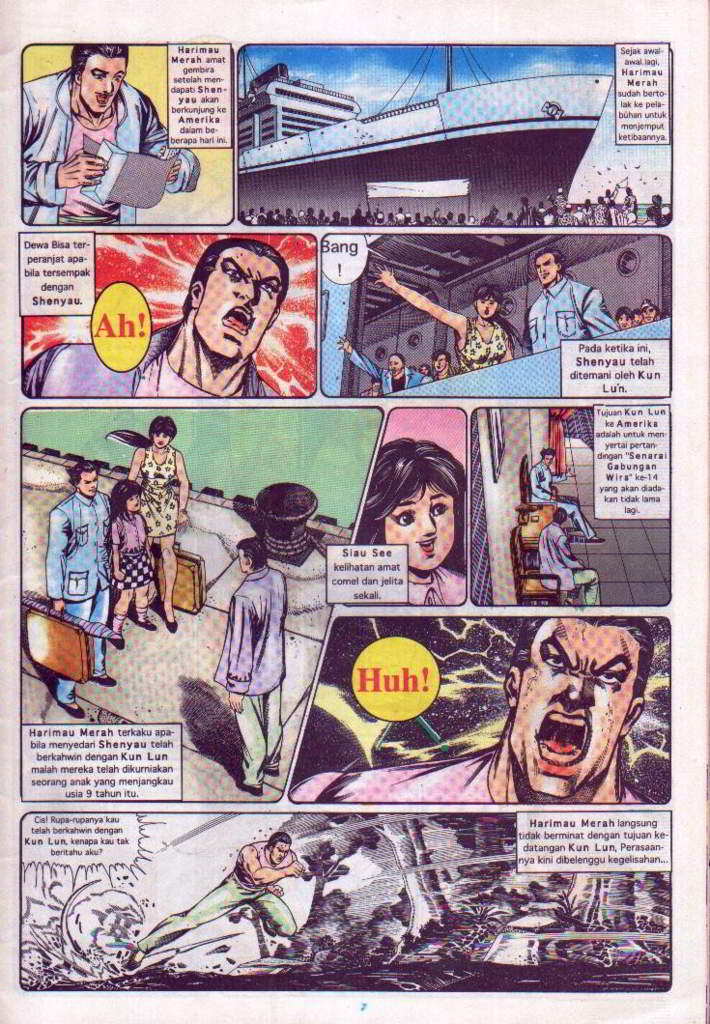 Harimau
Merah amat
gembira
setelah men-
dapati Shen-
yau akan
berkunjung ke
Amerika
dalam be-
berapa hari ini.
Sejak awal-
awal lagi,
Harimau
Merah
sudah berto-
lak ke pela-
buhan untuk
menjemput
ketibaannya.
Dewa Bisa ter-
peranjat apa-
bila tersempak
dengan
Shenyau.
Ah!
Bang
!
Pada ketika ini,
Shenyau telah
ditemani oleh Kun
Lu'n.
Siau See
kelihatan amat
comel dan jelita
sekali.
Tujuan Kun Lun
ke Amerika
adalah untuk me-
nyertai pertan-
dingan "Senarai
Gabungan
Wira" ke-14
yang akan diada-
kan tidak lama
lagi.
Harimau Merah terkaku apa-
bila menyedari Shenyau telah
berkahwin dengan Kun Lun
malah mereka telah dikurniakan
seorang anak yang menjangkau
usia 9 tahun itu.
Huh!
Cis! Rupa-rupanya kau
telah berkahwin dengan
Kun Lun, kenapa kau tak
beritahu aku?
Harimau Merah langsung
tidak berminat dengan tujuan ke-
datangan Kun Lun, Perasaan-
nya kini dibelenggu kegelisahan...
7